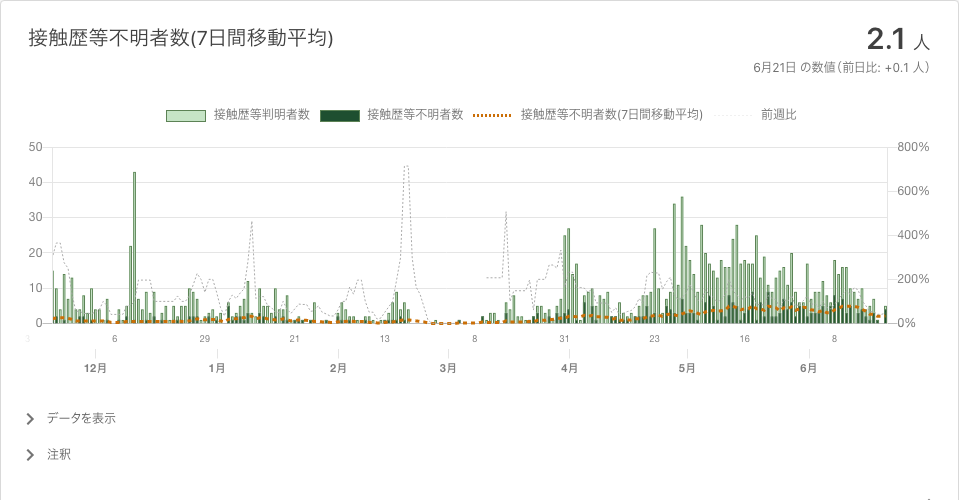 接触歴等不明者数(7日間移動平均)
2.1 人
6月21日 の数値（前日比: +0.1 人）
接触歴等判明者数 接触歴等不明者数 接触歴等不明者数(7日間移動平均) 前週比
50 800%
40 600%
30 400%
20 200%
10
0 0%
6 29 21 13 8 31 23 16 8
12月 1月 2月 3月 4月 5月 6月
データを表示
注釈